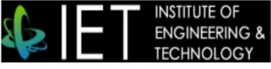 IET
INSTITUTE OF
ENGINEERING &
TECHNOLOGY